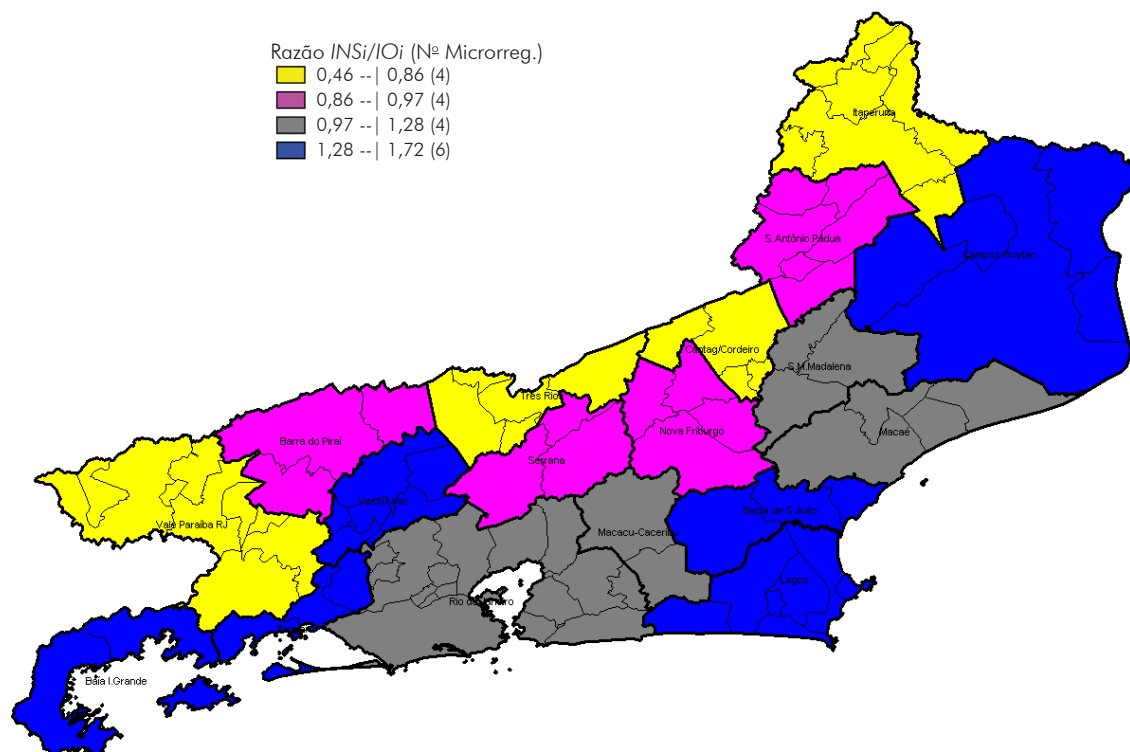 Razão INSi/IOi (Nº Microrreg.)
0,46 --| 0,86 (4)
0,86 --| 0,97 (4)
0,97 --| 1,28 (4)
1,28 --| 1,72 (6)
Itaperuna
S.Antônio Pádua
Campos Goytac
Cantag/Cordeiro
S.M.Madalena
Três Rio
Macaé
Nova Friburgo
Barra do Piraí
Serrana
Vassouras
Bacia de S.João
Vale Paraíba RJ
Macacu-Caceribu
Lagos
Rio de Janeiro
Baía I.Grande